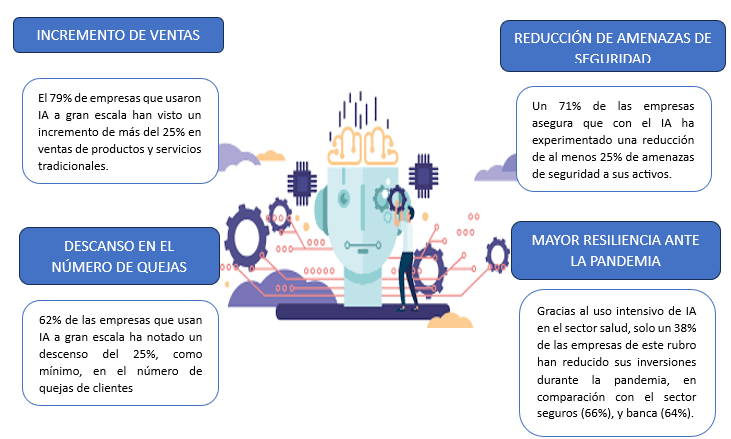 INCREMENTO DE VENTAS
El 79% de empresas que usaron
IA a gran escala han visto un
incremento de más del 25% en
ventas de productos y servicios
tradicionales.
REDUCCIÓN DE AMENAZAS DE
SEGURIDAD
Un 71% de las empresas
asegura que con el IA ha
experimentado una reducción
de al menos 25% de amenazas
de seguridad a sus activos.
DESCANSO EN EL
NÚMERO DE QUEJAS
62% de las empresas que usan
IA a gran escala ha notado un
descenso del 25%, como
mínimo, en el número de
quejas de clientes
MAYOR RESILIENCIA ANTE
LA PANDEMIA
Gracias al uso intensivo de IA
en el sector salud, solo un 38%
de las empresas de este rubro
han reducido sus inversiones
durante la pandemia, en
comparación con el sector
seguros (66%), y banca (64%).